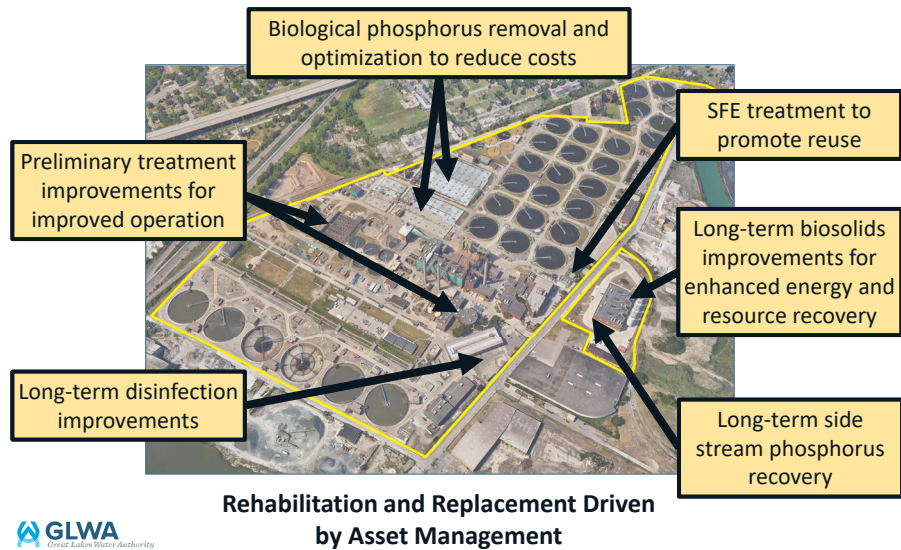 Biological phosphorus removal and
optimization to reduce costs
SFE treatment to
promote reuse
Preliminary treatment
improvements for
improved operation
Long-term biosolids
improvements for
enhanced energy and
resource recovery
Long-term disinfection
improvements
Long-term side
stream phosphorus
recovery
Rehabilitation and Replacement Driven
by Asset Management
GLWA
Great Lakes Water Authority